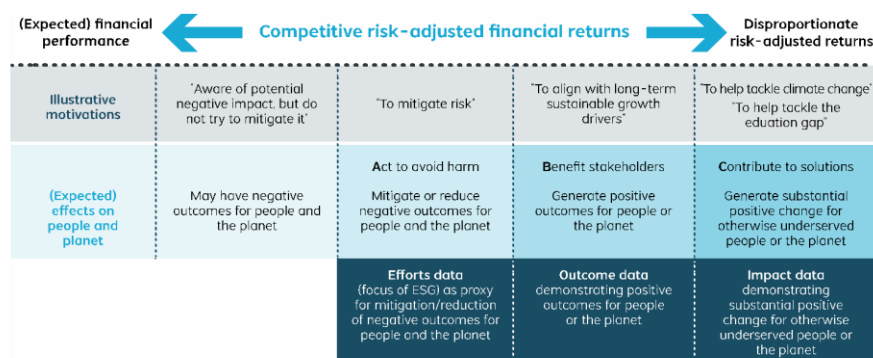 (Expected) financial
performance
Competitive risk-adjusted financial returns
Disproportionate
risk-adjusted returns
Illustrative
motivations
"Aware of potential
negative impact, but do
not try to mitigate it"
"To mitigate risk"
"To align with long-term
sustainable growth
drivers"
"To help tackle climate change"
"To help tackle the
eduation gap"
(Expected)
effects on
people and
planet
May have negative
outcomes for people and
the planet
Act to avoid harm
Mitigate or reduce
negative outcomes for
people and the planet
Benefit stakeholders
Generate positive
outcomes for people or
the planet
Contribute to solutions
Generate substantial
positive change for
otherwise underserved
people or the planet
Efforts data
(focus of ESG) as proxy
for mitigation/reduction
of negative outcomes for
people and the planet
Outcome data
demonstrating positive
outcomes for people
or the planet
Impact data
demonstrating
substantial positive
change for otherwise
underserved people or
the planet